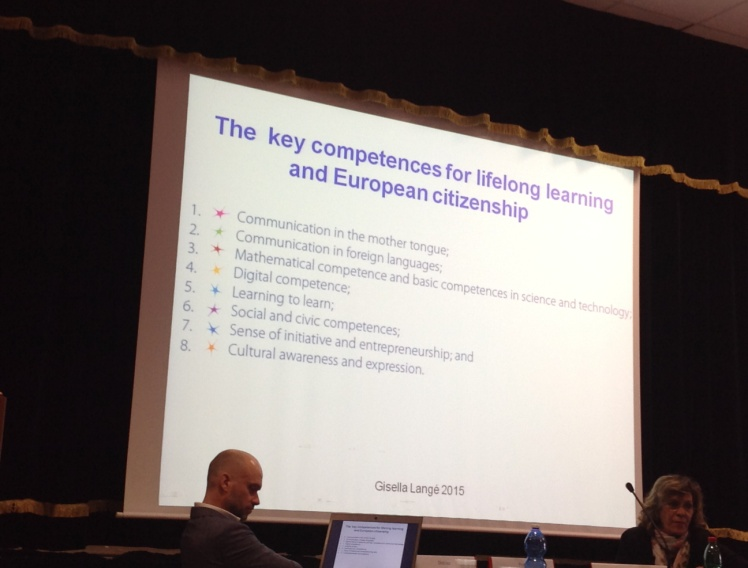 The key competences for lifelong learning
and European citizenship
1. Communication in the mother tongue;
2. Communication in foreign languages;
3. Mathematical competence and basic competences in science and technology;
4. Digital competence;
5. Learning to learn;
6. Social and civic competences;
7. Sense of initiative and entrepreneurship; and
8. Cultural awareness and expression.
Gisella Langé 2015